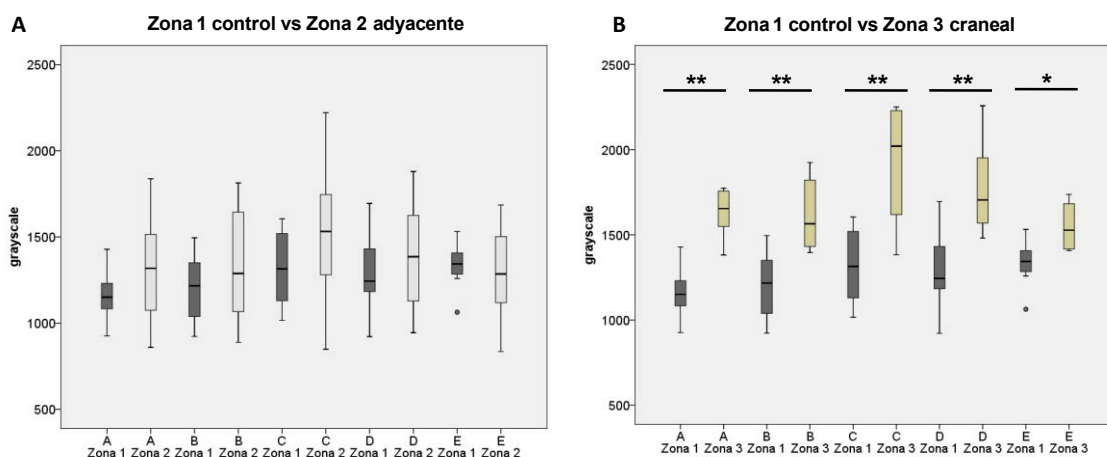 A
Zona 1 control vs Zona 2 adyacente
2500
2000
1500
1000
500
grayscale
A A B B C C D D E E
Zona 1 Zona 2 Zona 1 Zona 2 Zona 1 Zona 2 Zona 1 Zona 2 Zona 1 Zona 2
B
Zona 1 control vs Zona 3 craneal
** ** ** ** *
2500
2000
1500
1000
500
grayscale
A A B B C C D D E E
Zona 1 Zona 3 Zona 1 Zona 3 Zona 1 Zona 3 Zona 1 Zona 3 Zona 1 Zona 3